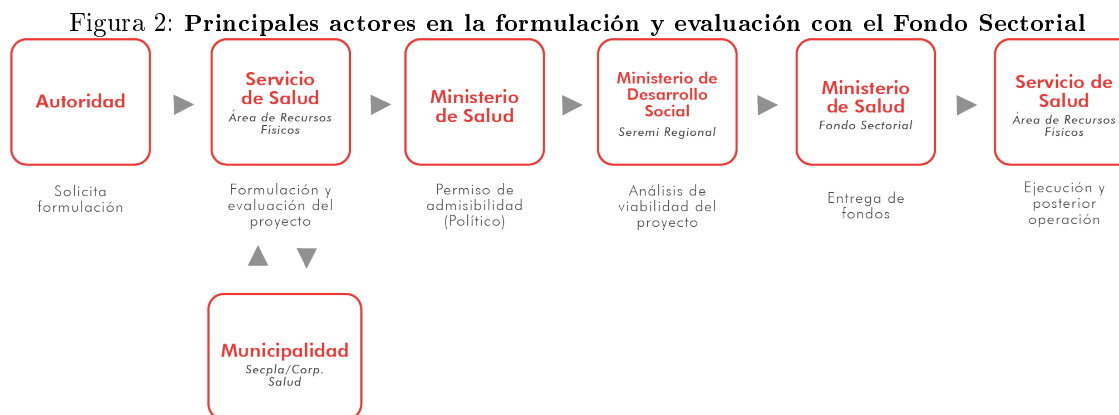 Figura 2: Principales actores en la formulación y evaluación con el Fondo Sectorial
Autoridad
Solicita
formulación
Servicio
de Salud
Área de Recursos
Físicos
Formulación y
evaluación del
proyecto
Ministerio
de Salud
Permiso de
admisibilidad
(Político)
Ministerio de
Desarrollo
Social
Seremi Regional
Análisis de
viabilidad del
proyecto
Ministerio
de Salud
Fondo Sectorial
Entrega de
fondos
Servicio de
Salud
Área de Recursos
Físicos
Ejecución y
posterior
operación
Municipalidad
Secpla/Corp.
Salud